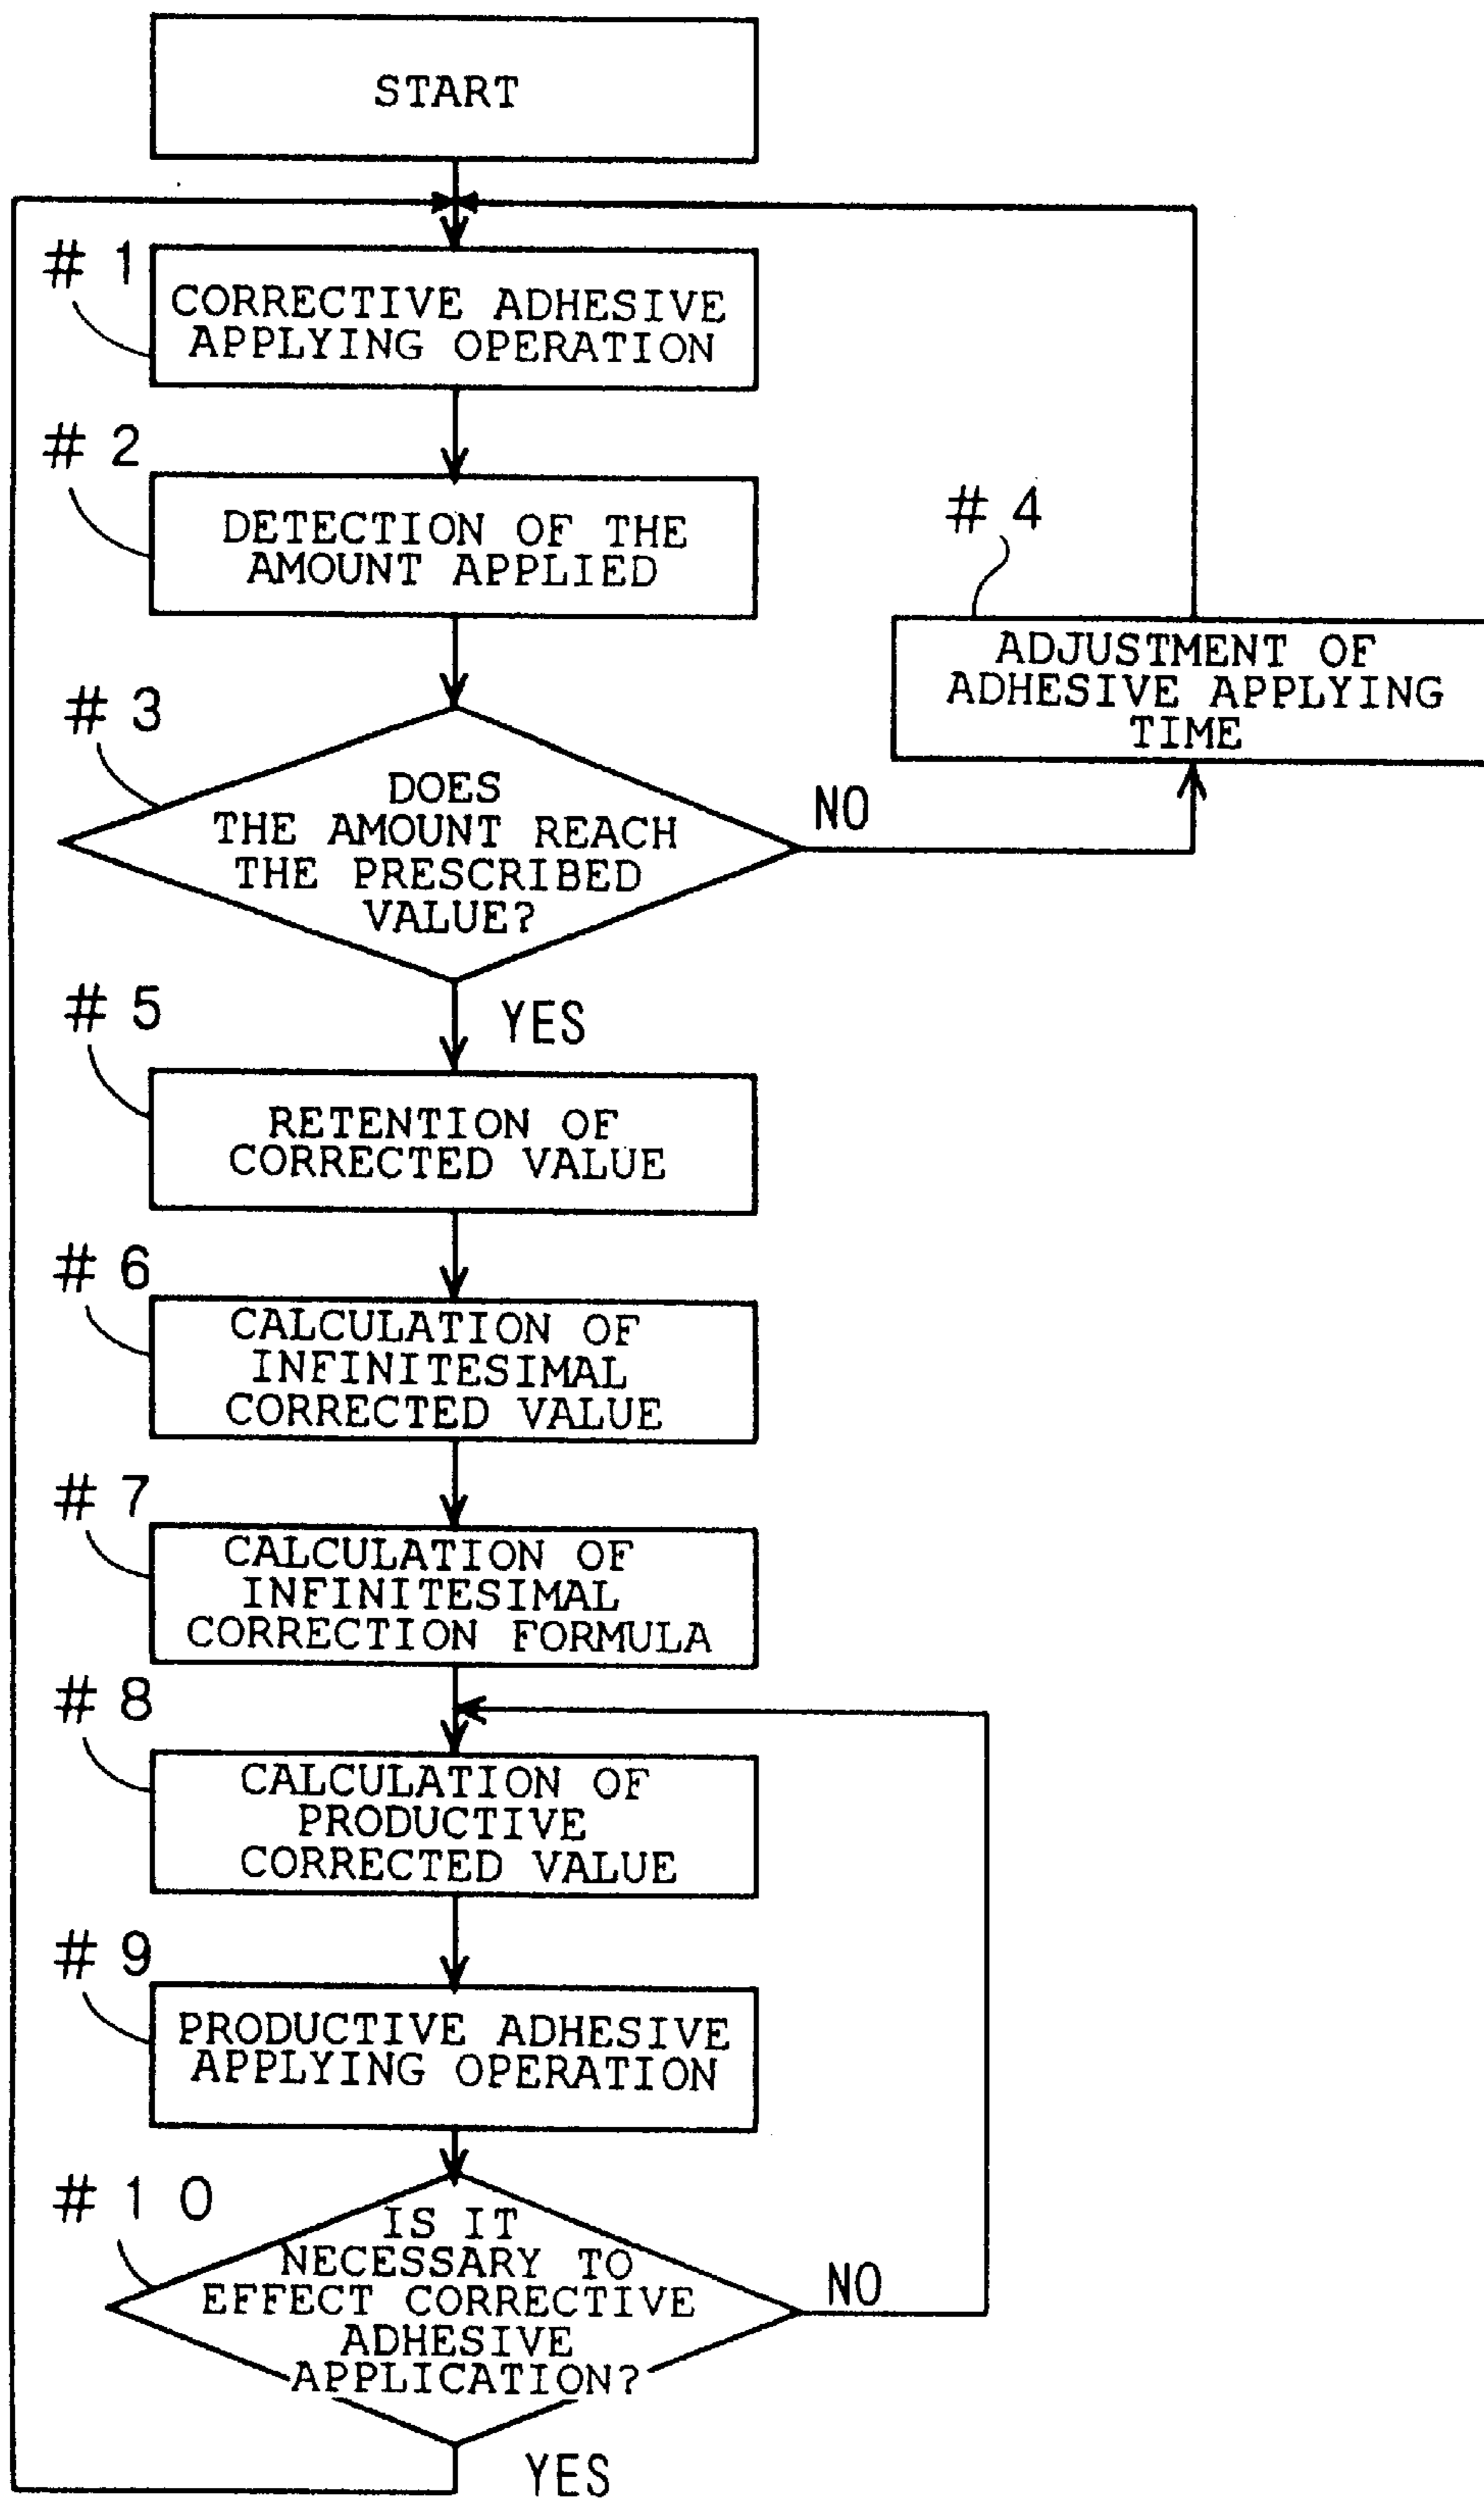 START
# 1
CORRECTIVE ADHESIVE
APPLYING OPERATION
# 2
DETECTION OF THE
AMOUNT APPLIED
# 4
ADJUSTMENT OF
ADHESIVE APPLYING
TIME
# 3
DOES
THE AMOUNT REACH
THE PRESCRIBED
VALUE?
NO
YES
# 5
RETENTION OF
CORRECTED VALUE
# 6
CALCULATION OF
INFINITESIMAL
CORRECTED VALUE
# 7
CALCULATION OF
INFINITESIMAL
CORRECTION FORMULA
# 8
CALCULATION OF
PRODUCTIVE
CORRECTED VALUE
# 9
PRODUCTIVE ADHESIVE
APPLYING OPERATION
# 1 0
IS IT
NECESSARY TO
EFFECT CORRECTIVE
ADHESIVE
APPLICATION?
NO
YES